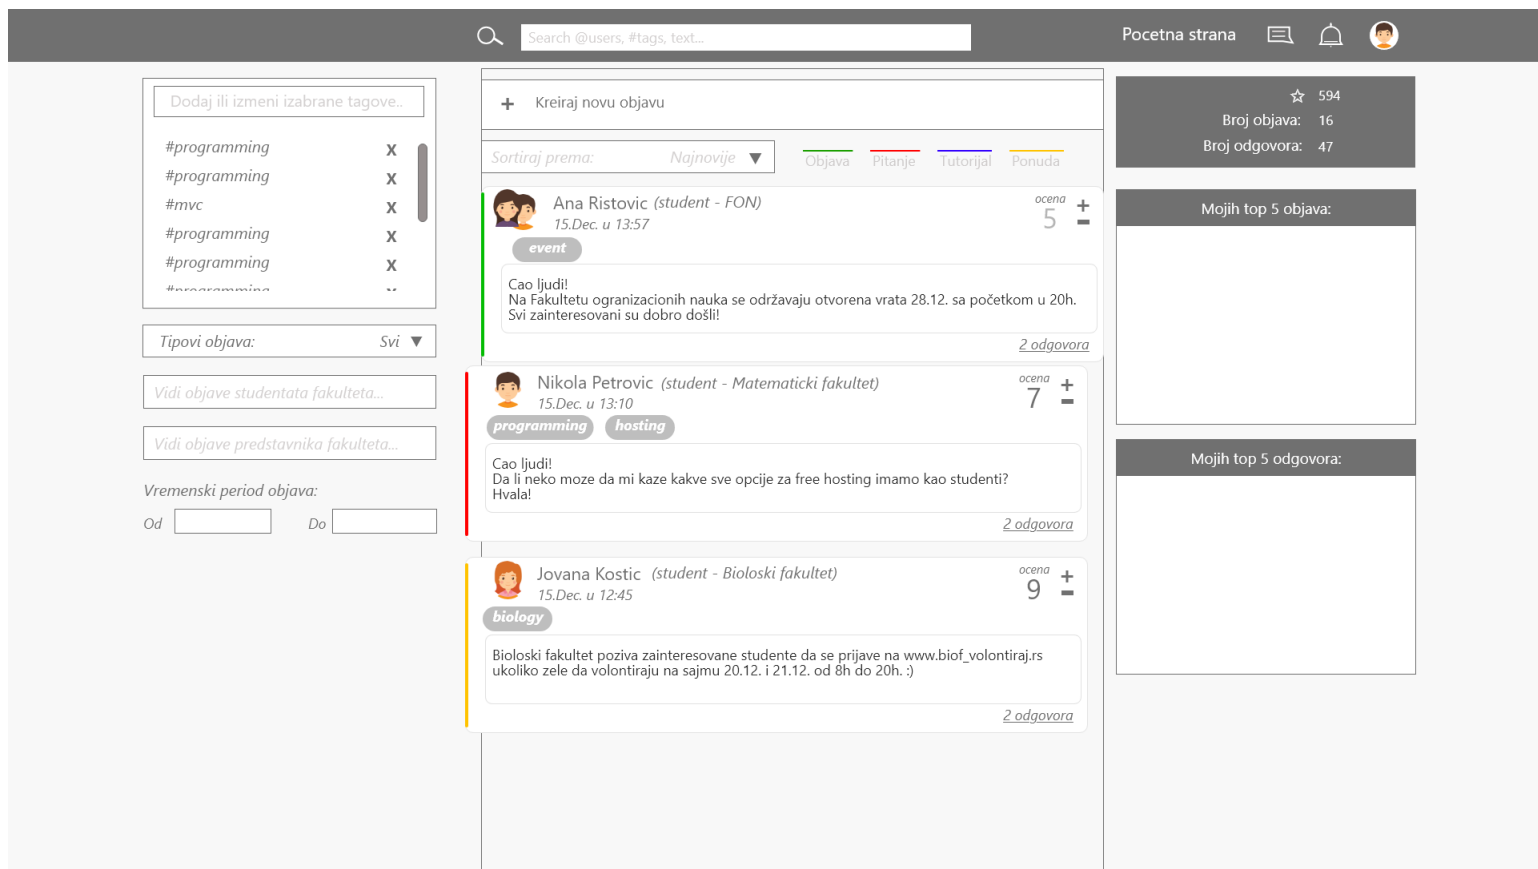 Search @users, #tags, text...
Pocetna strana
Dodaj ili izmeni izabrane tagove..
#programming x
#programming x
#mvc x
#programming x
#programming x
Tipovi objava: Svi
Vidi objave studentata fakulteta...
Vidi objave predstavnika fakulteta...
Vremenski period objava:
Od Do
+ Kreiraj novu objavu
Sortiraj prema: Najnovije
Objava Pitanje Tutorijal Ponuda
Ana Ristovic (student - FON)
15.Dec. u 13:57
ocena
5
+
-
event
Cao ljudi!
Na Fakultetu ogranizacionih nauka se održavaju otvorena vrata 28.12. sa početkom u 20h.
Svi zainteresovani su dobro došli!
2 odgovora
Nikola Petrovic (student - Matematicki fakultet)
15.Dec. u 13:10
ocena
7
+
-
programming hosting
Cao ljudi!
Da li neko moze da mi kaze kakve sve opcije za free hosting imamo kao studenti?
Hvala!
2 odgovora
Jovana Kostic (student - Bioloski fakultet)
15.Dec. u 12:45
ocena
9
+
-
biology
Bioloski fakultet poziva zainteresovane studente da se prijave na www.biof_volontiraj.rs
ukoliko zele da volontiraju na sajmu 20.12. i 21.12. od 8h do 20h. :)
2 odgovora
594
Broj objava: 16
Broj odgovora: 47
Mojih top 5 objava:
Mojih top 5 odgovora: